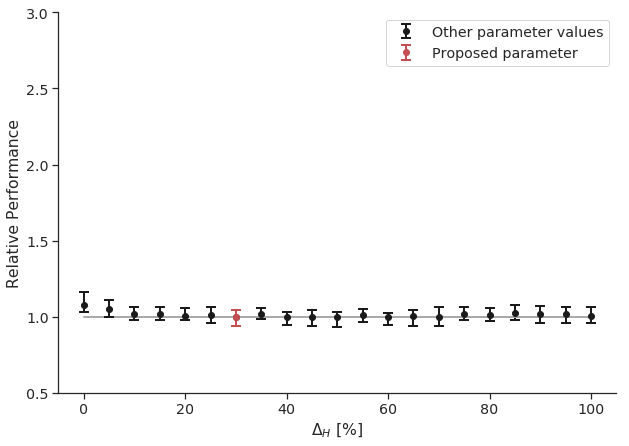 3.0
2.5
2.0
1.5
1.0
0.5
Relative Performance
Other parameter values
Proposed parameter
0 20 40 60 80 100
Δ_H [%]